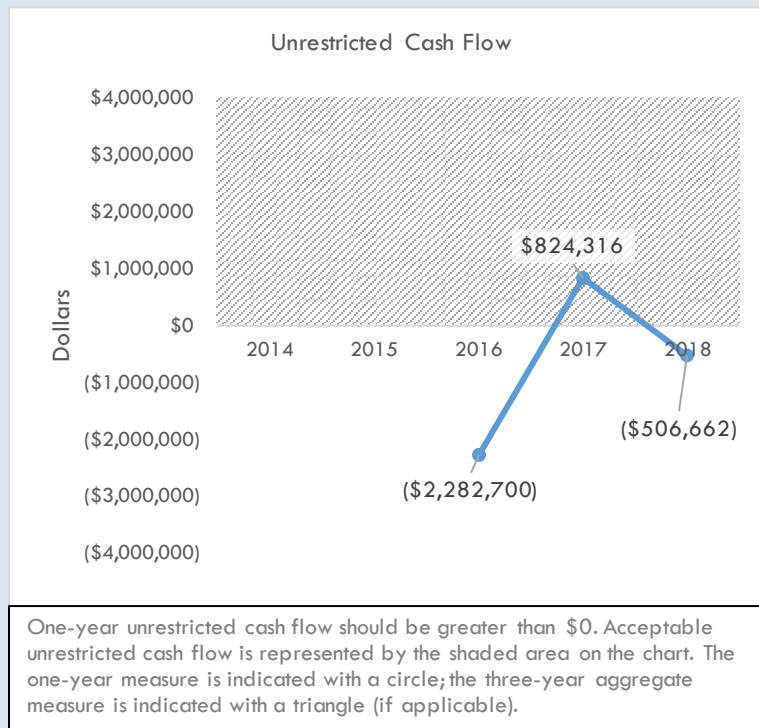 Unrestricted Cash Flow
$4,000,000
$3,000,000
$2,000,000
$824,316
$1,000,000
Dollars
$0
2014 2015 2016 2017 2018
($1,000,000)
($506,662)
($2,000,000)
($2,282,700)
($3,000,000)
($4,000,000)
One-year unrestricted cash flow should be greater than $0. Acceptable
unrestricted cash flow is represented by the shaded area on the chart. The
one-year measure is indicated with a circle; the three-year aggregate
measure is indicated with a triangle (if applicable).